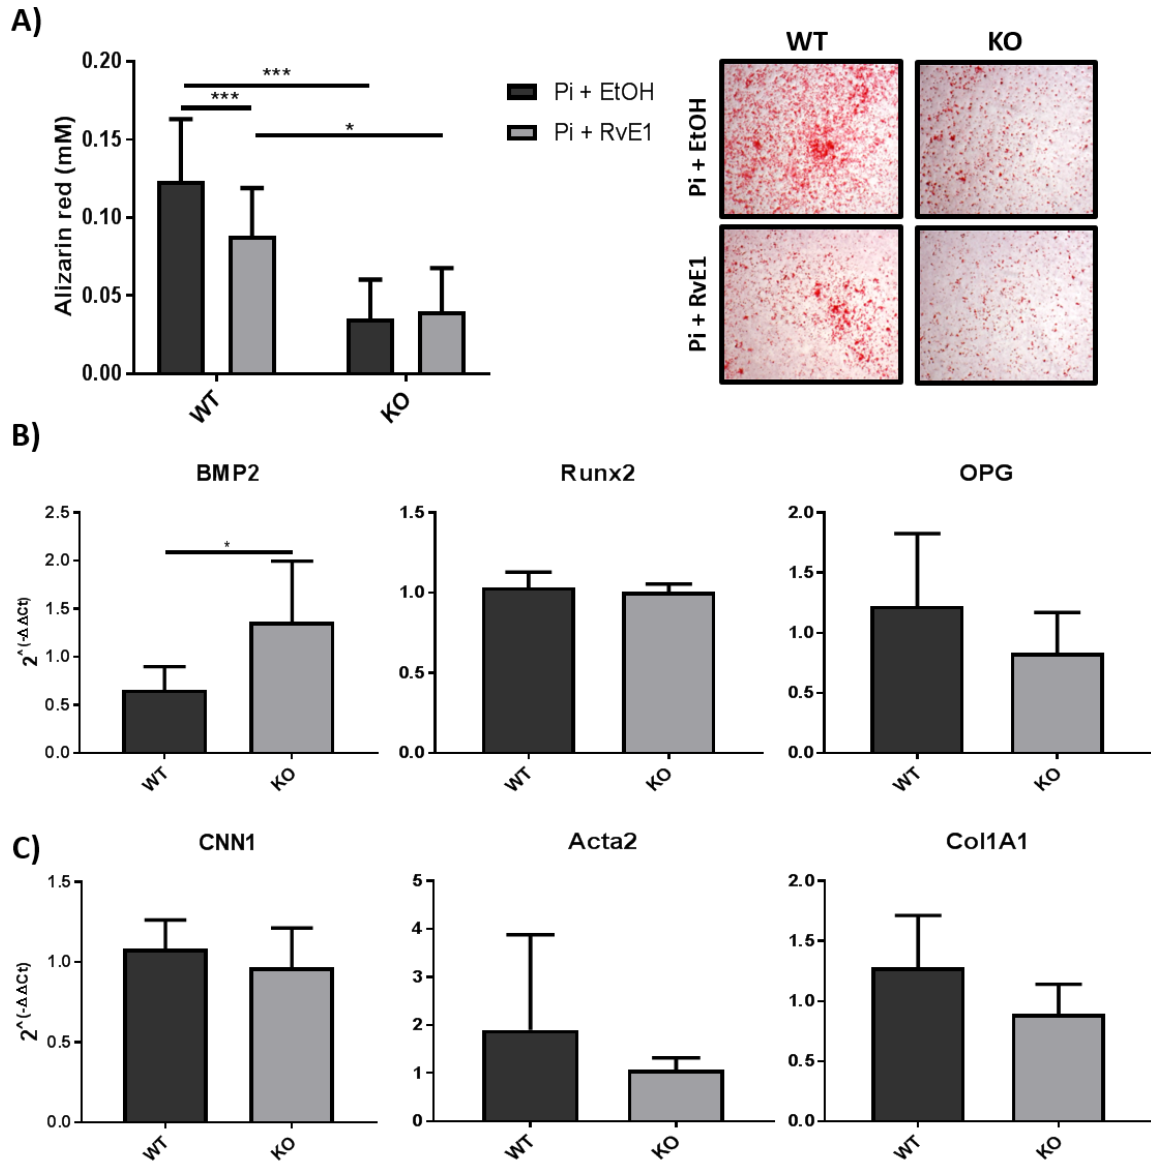 A)
Alizarin red (mM)
0.20
0.15
0.10
0.05
0.00
***
***
*
WT
KO
Pi + EtOH
Pi + RvE1
WT
KO
Pi + EtOH
Pi + RvE1
B)
BMP2
2^(-ΔΔCt)
2.5
2.0
1.5
1.0
0.5
0.0
*
WT
KO
Runx2
1.5
1.0
0.5
0.0
WT
KO
OPG
2.0
1.5
1.0
0.5
0.0
WT
KO
C)
CNN1
2^(-ΔΔCt)
1.5
1.0
0.5
0.0
WT
KO
Acta2
5
4
3
2
1
0
WT
KO
Col1A1
2.0
1.5
1.0
0.5
0.0
WT
KO